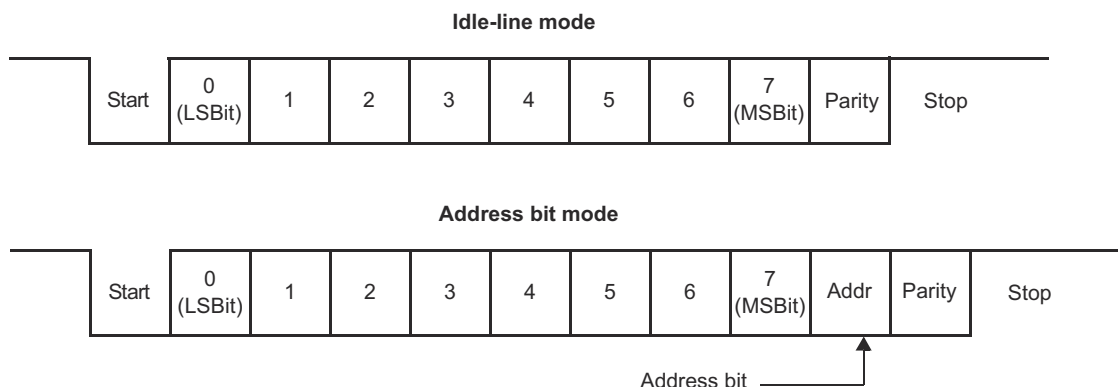 Idle-line mode
Start 0 (LSBit) 1 2 3 4 5 6 7 (MSBit) Parity Stop
Address bit mode
Start 0 (LSBit) 1 2 3 4 5 6 7 (MSBit) Addr Parity Stop
Address bit